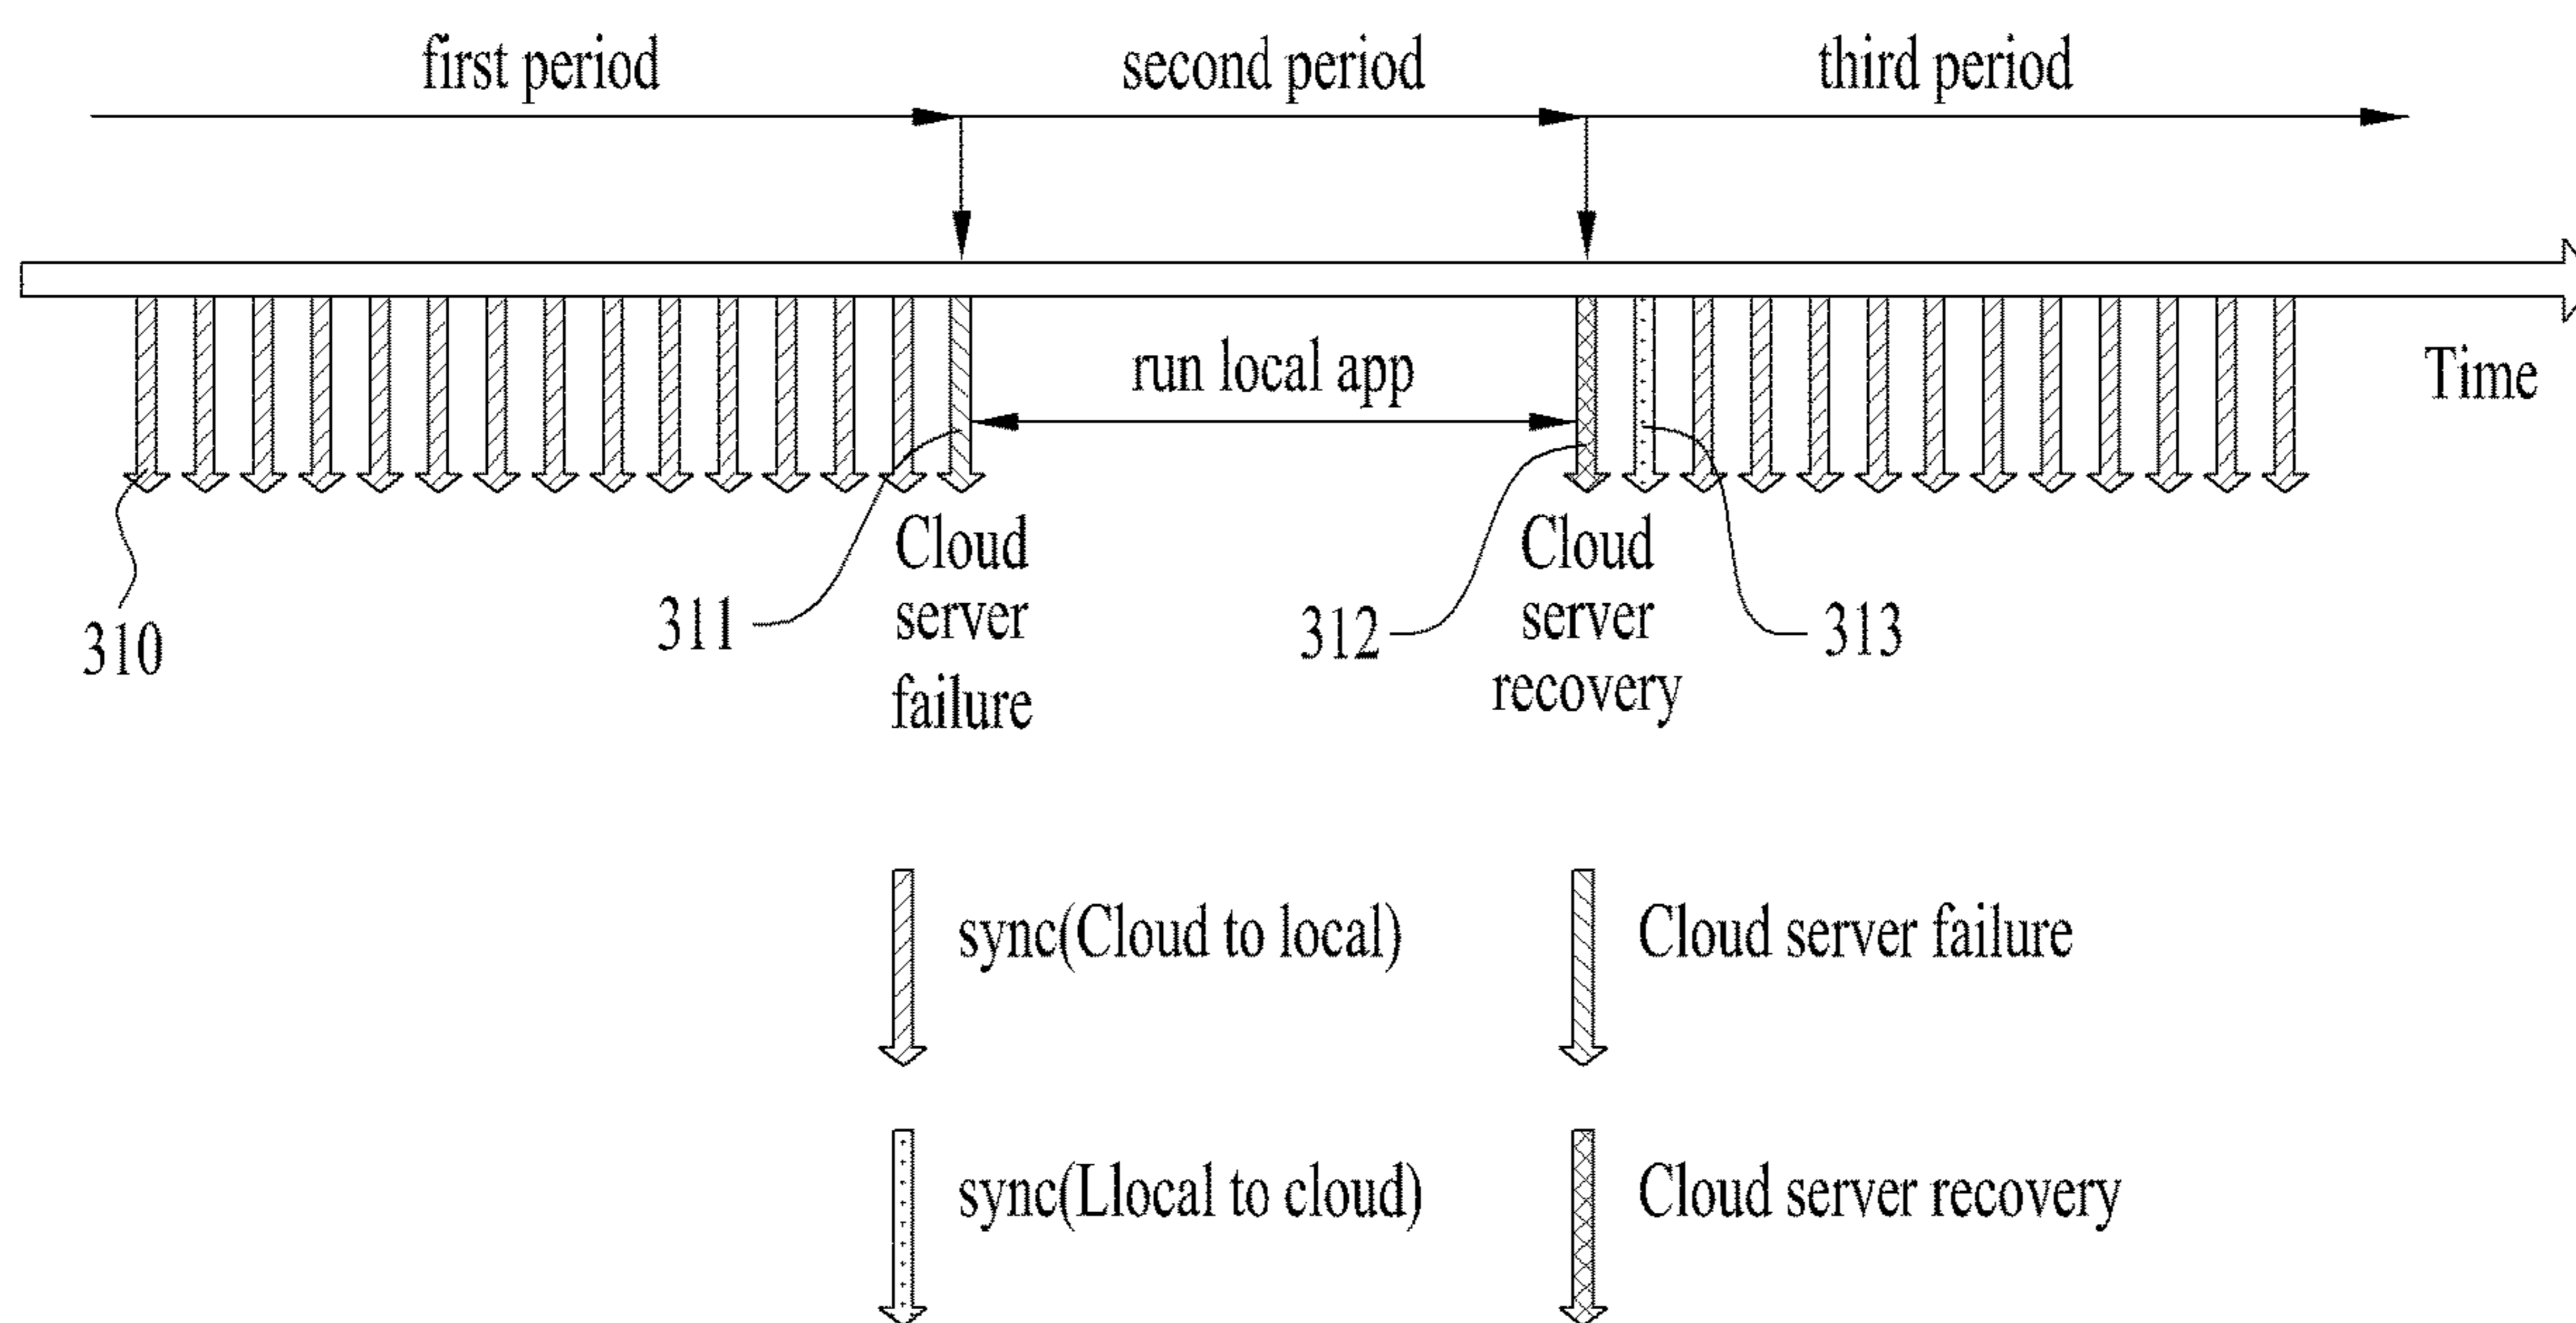 first period
second period
third period
run local app
Time
310
311
Cloud
server
failure
312
Cloud
server
recovery
313
sync(Cloud to local)
Cloud server failure
sync(Llocal to cloud)
Cloud server recovery